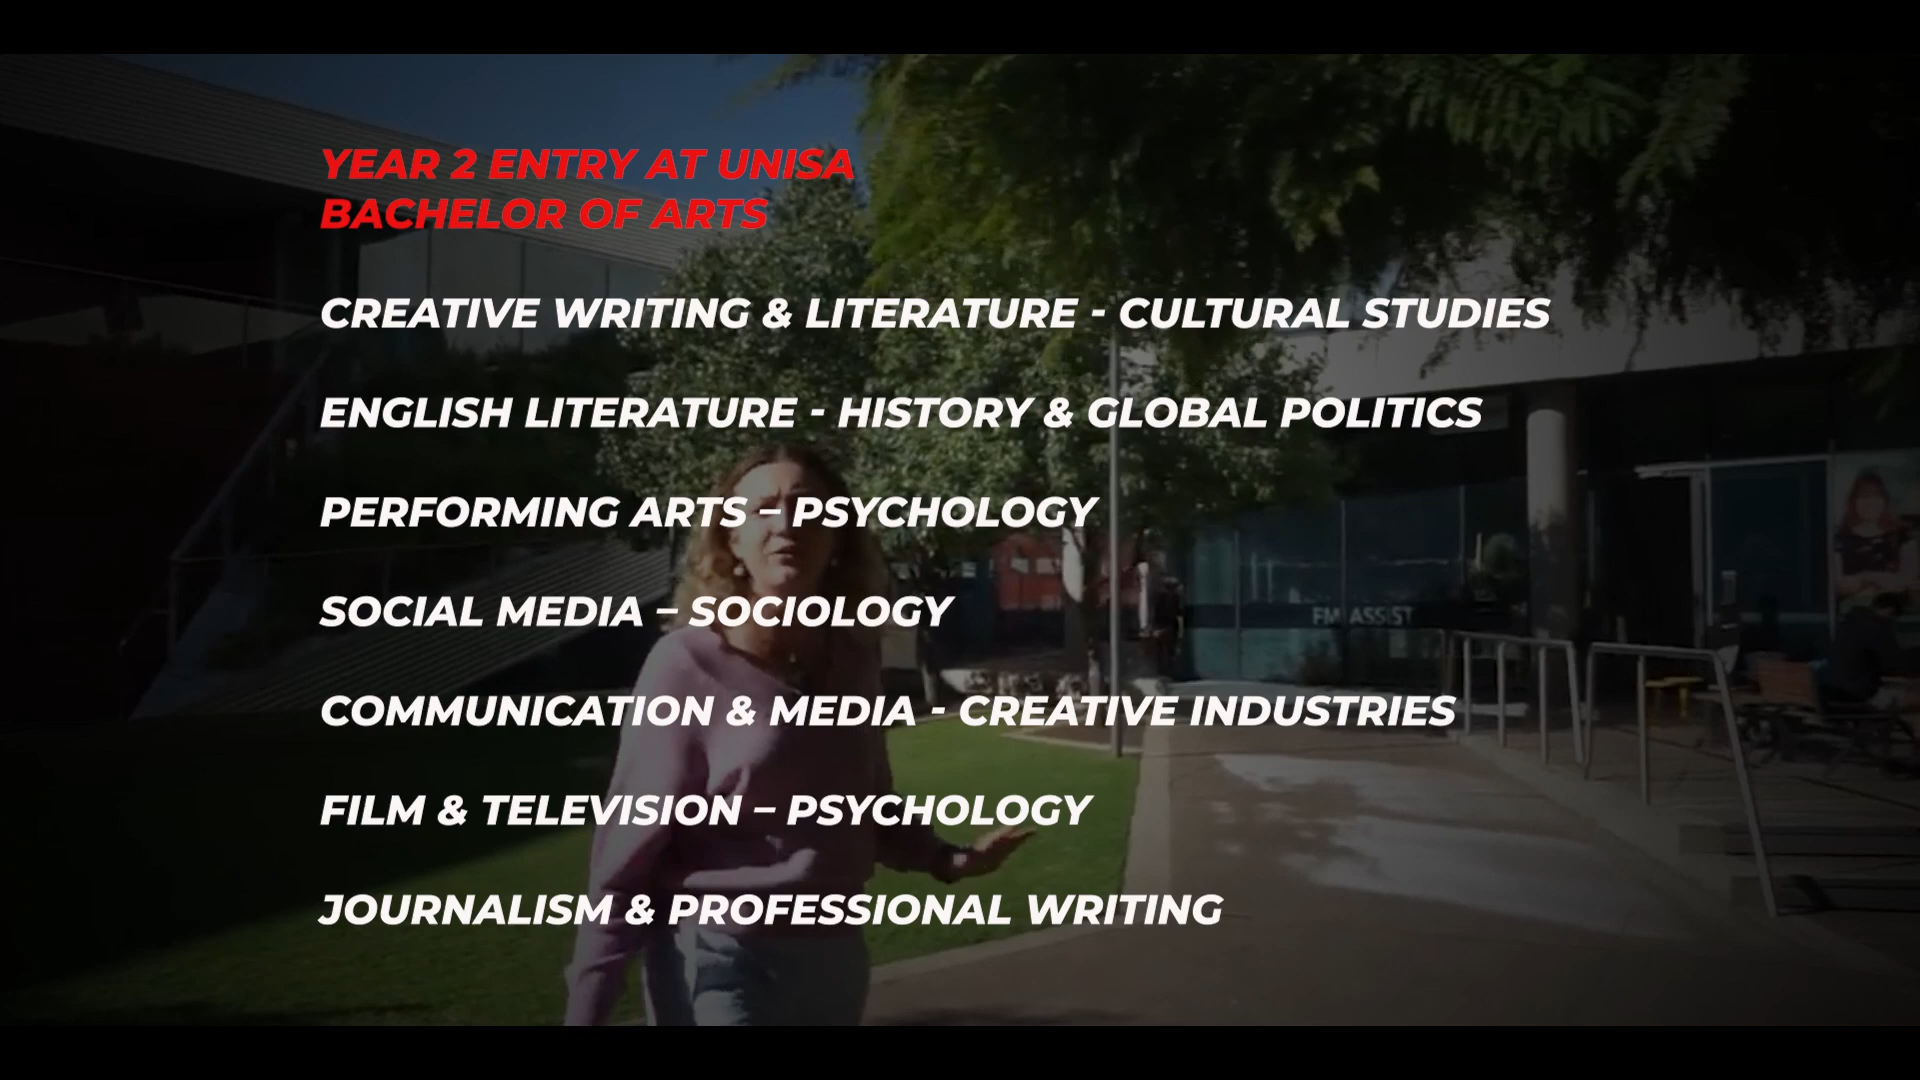 YEAR 2 ENTRY AT UNISA
BACHELOR OF ARTS
CREATIVE WRITING & LITERATURE - CULTURAL STUDIES
ENGLISH LITERATURE - HISTORY & GLOBAL POLITICS
PERFORMING ARTS – PSYCHOLOGY
SOCIAL MEDIA – SOCIOLOGY
FM ASSIST
COMMUNICATION & MEDIA - CREATIVE INDUSTRIES
FILM & TELEVISION – PSYCHOLOGY
JOURNALISM & PROFESSIONAL WRITING